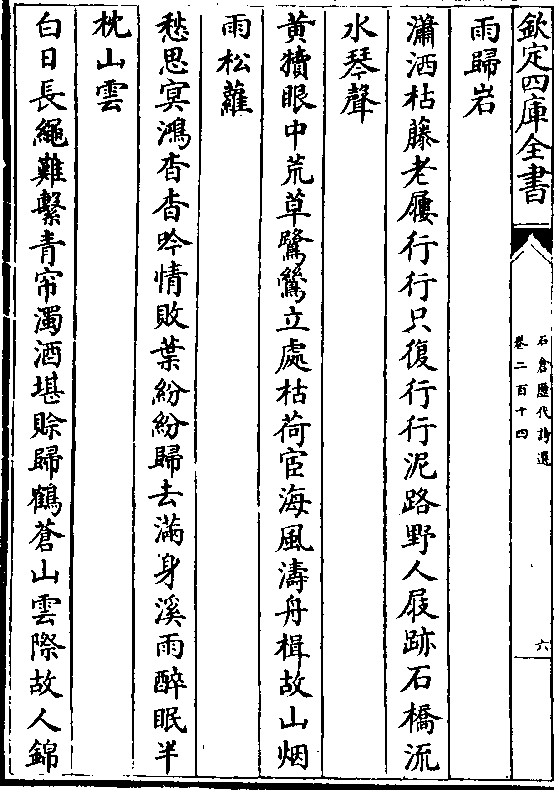 欽定四庫全書
石倉歷代詩選
卷二百十四
六
雨歸岩
瀟洒枯藤老屨行行只復行行泥路野人屐跡石橋流
水琴聲
黃犢眼中荒草鷺鷥立處枯荷宦海風濤舟楫故山烟
雨松蘿
愁思冥鴻杳杳吟情敗葉紛紛歸去滿身溪雨醉眠半
枕山雲
白日長繩難繫青帘濁酒堪賒歸鶴蒼山雲際故人錦